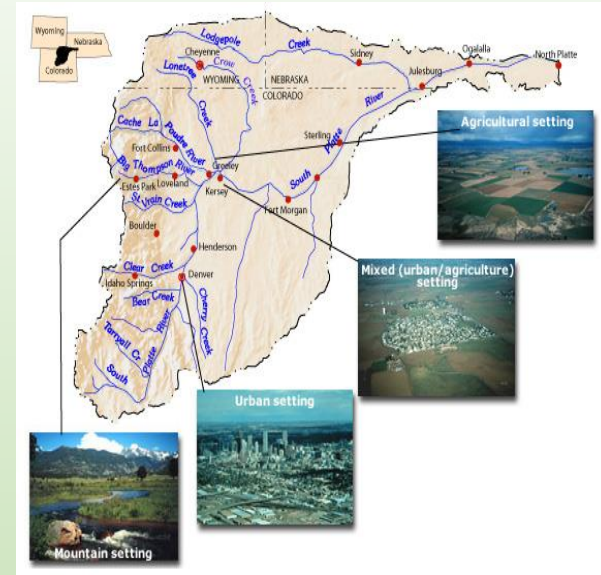 Wyoming
Nebraska
Colorado
Lodgepole
Creek
Cheyenne
Crow
Creek
Lonetree
Creek
WYOMING
NEBRASKA
COLORADO
Sidney
Ogalalla
North Platte
Julesburg
River
Platte
South
Sterling
Cache La
Poudre River
Fort Collins
Big Thompson River
Greeley
Kersey
Estes Park
Loveland
St Vrain Creek
Fort Morgan
Boulder
Henderson
Clear Creek
Idaho Springs
Denver
Bear Creek
Cherry Creek
Tarryall Cr
South
Platte
River
Agricultural setting
Mixed (urban/agriculture)
setting
Urban setting
Mountain setting